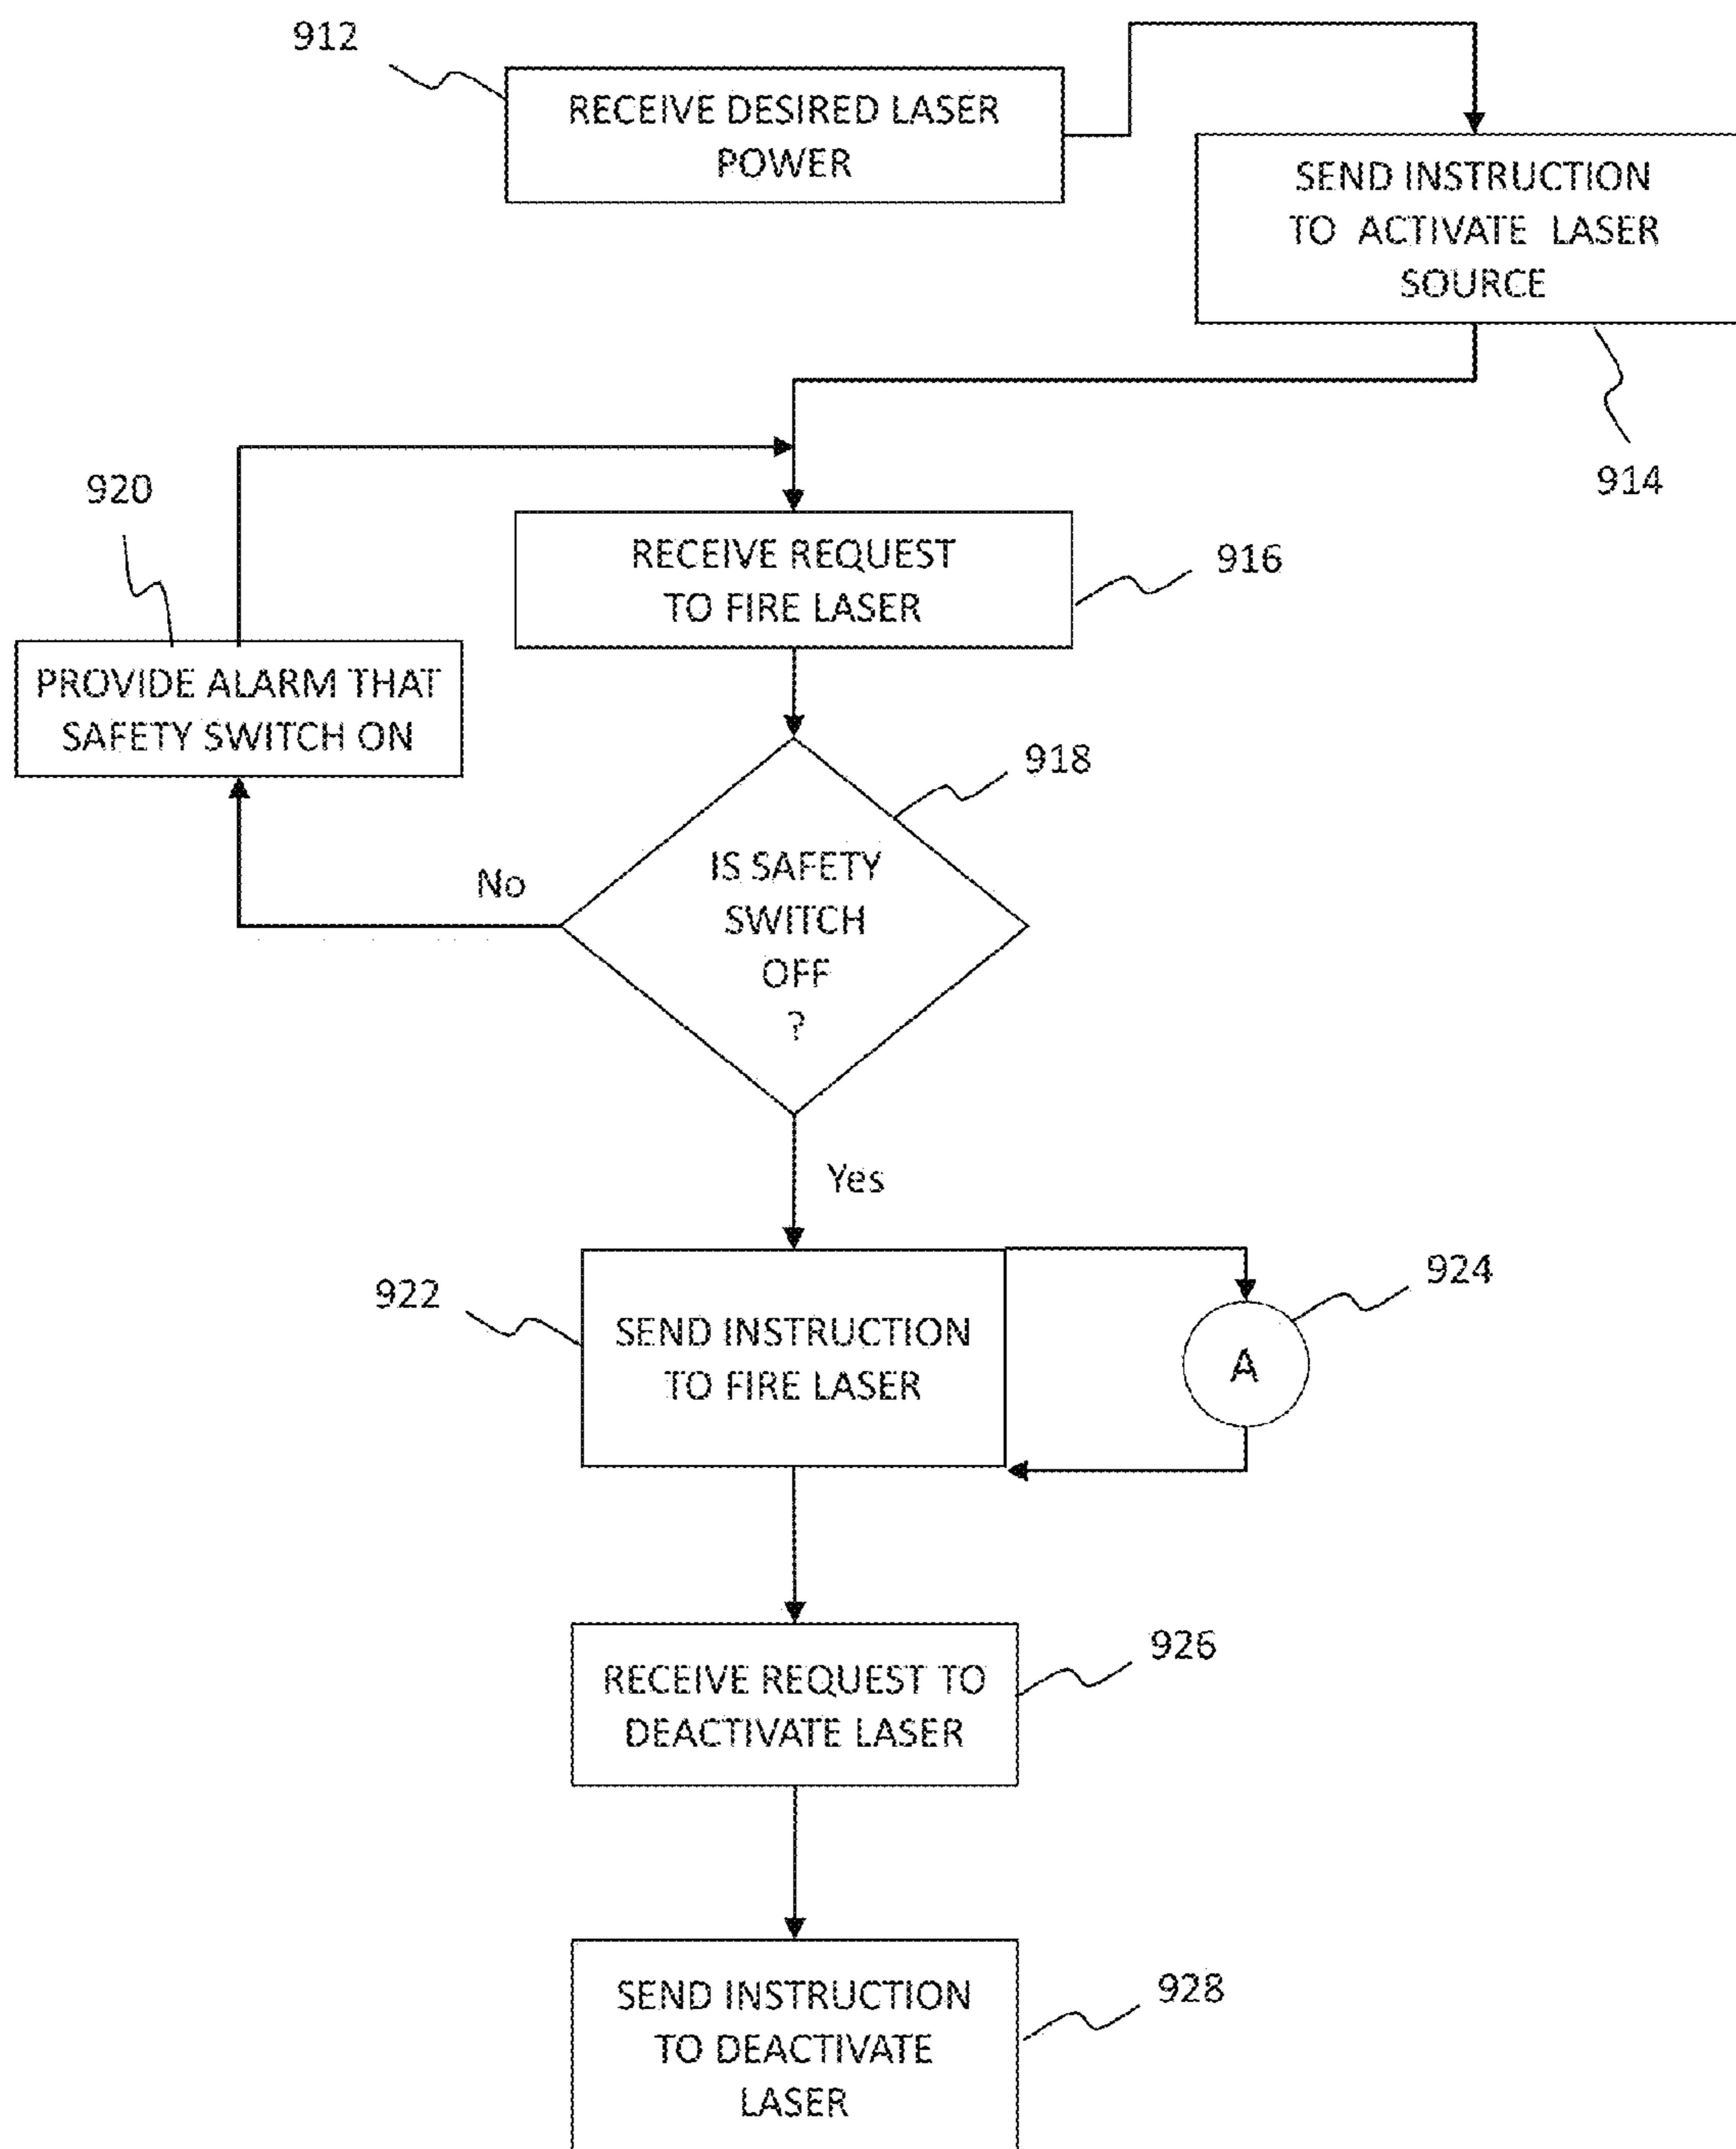 912
RECEIVE DESIRED LASER
POWER
SEND INSTRUCTION
TO ACTIVATE LASER
SOURCE
914
920
RECEIVE REQUEST
TO FIRE LASER
916
PROVIDE ALARM THAT
SAFETY SWITCH ON
918
No
IS SAFETY
SWITCH
OFF
?
Yes
922
SEND INSTRUCTION
TO FIRE LASER
924
A
926
RECEIVE REQUEST TO
DEACTIVATE LASER
928
SEND INSTRUCTION
TO DEACTIVATE
LASER